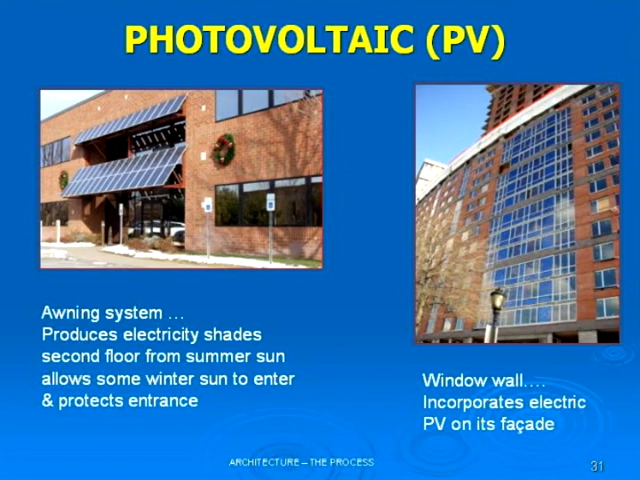 PHOTOVOLTAIC (PV)
Awning system …
Produces electricity shades
second floor from summer sun
allows some winter sun to enter
& protects entrance
Window wall….
Incorporates electric
PV on its façade
ARCHITECTURE – THE PROCESS
31